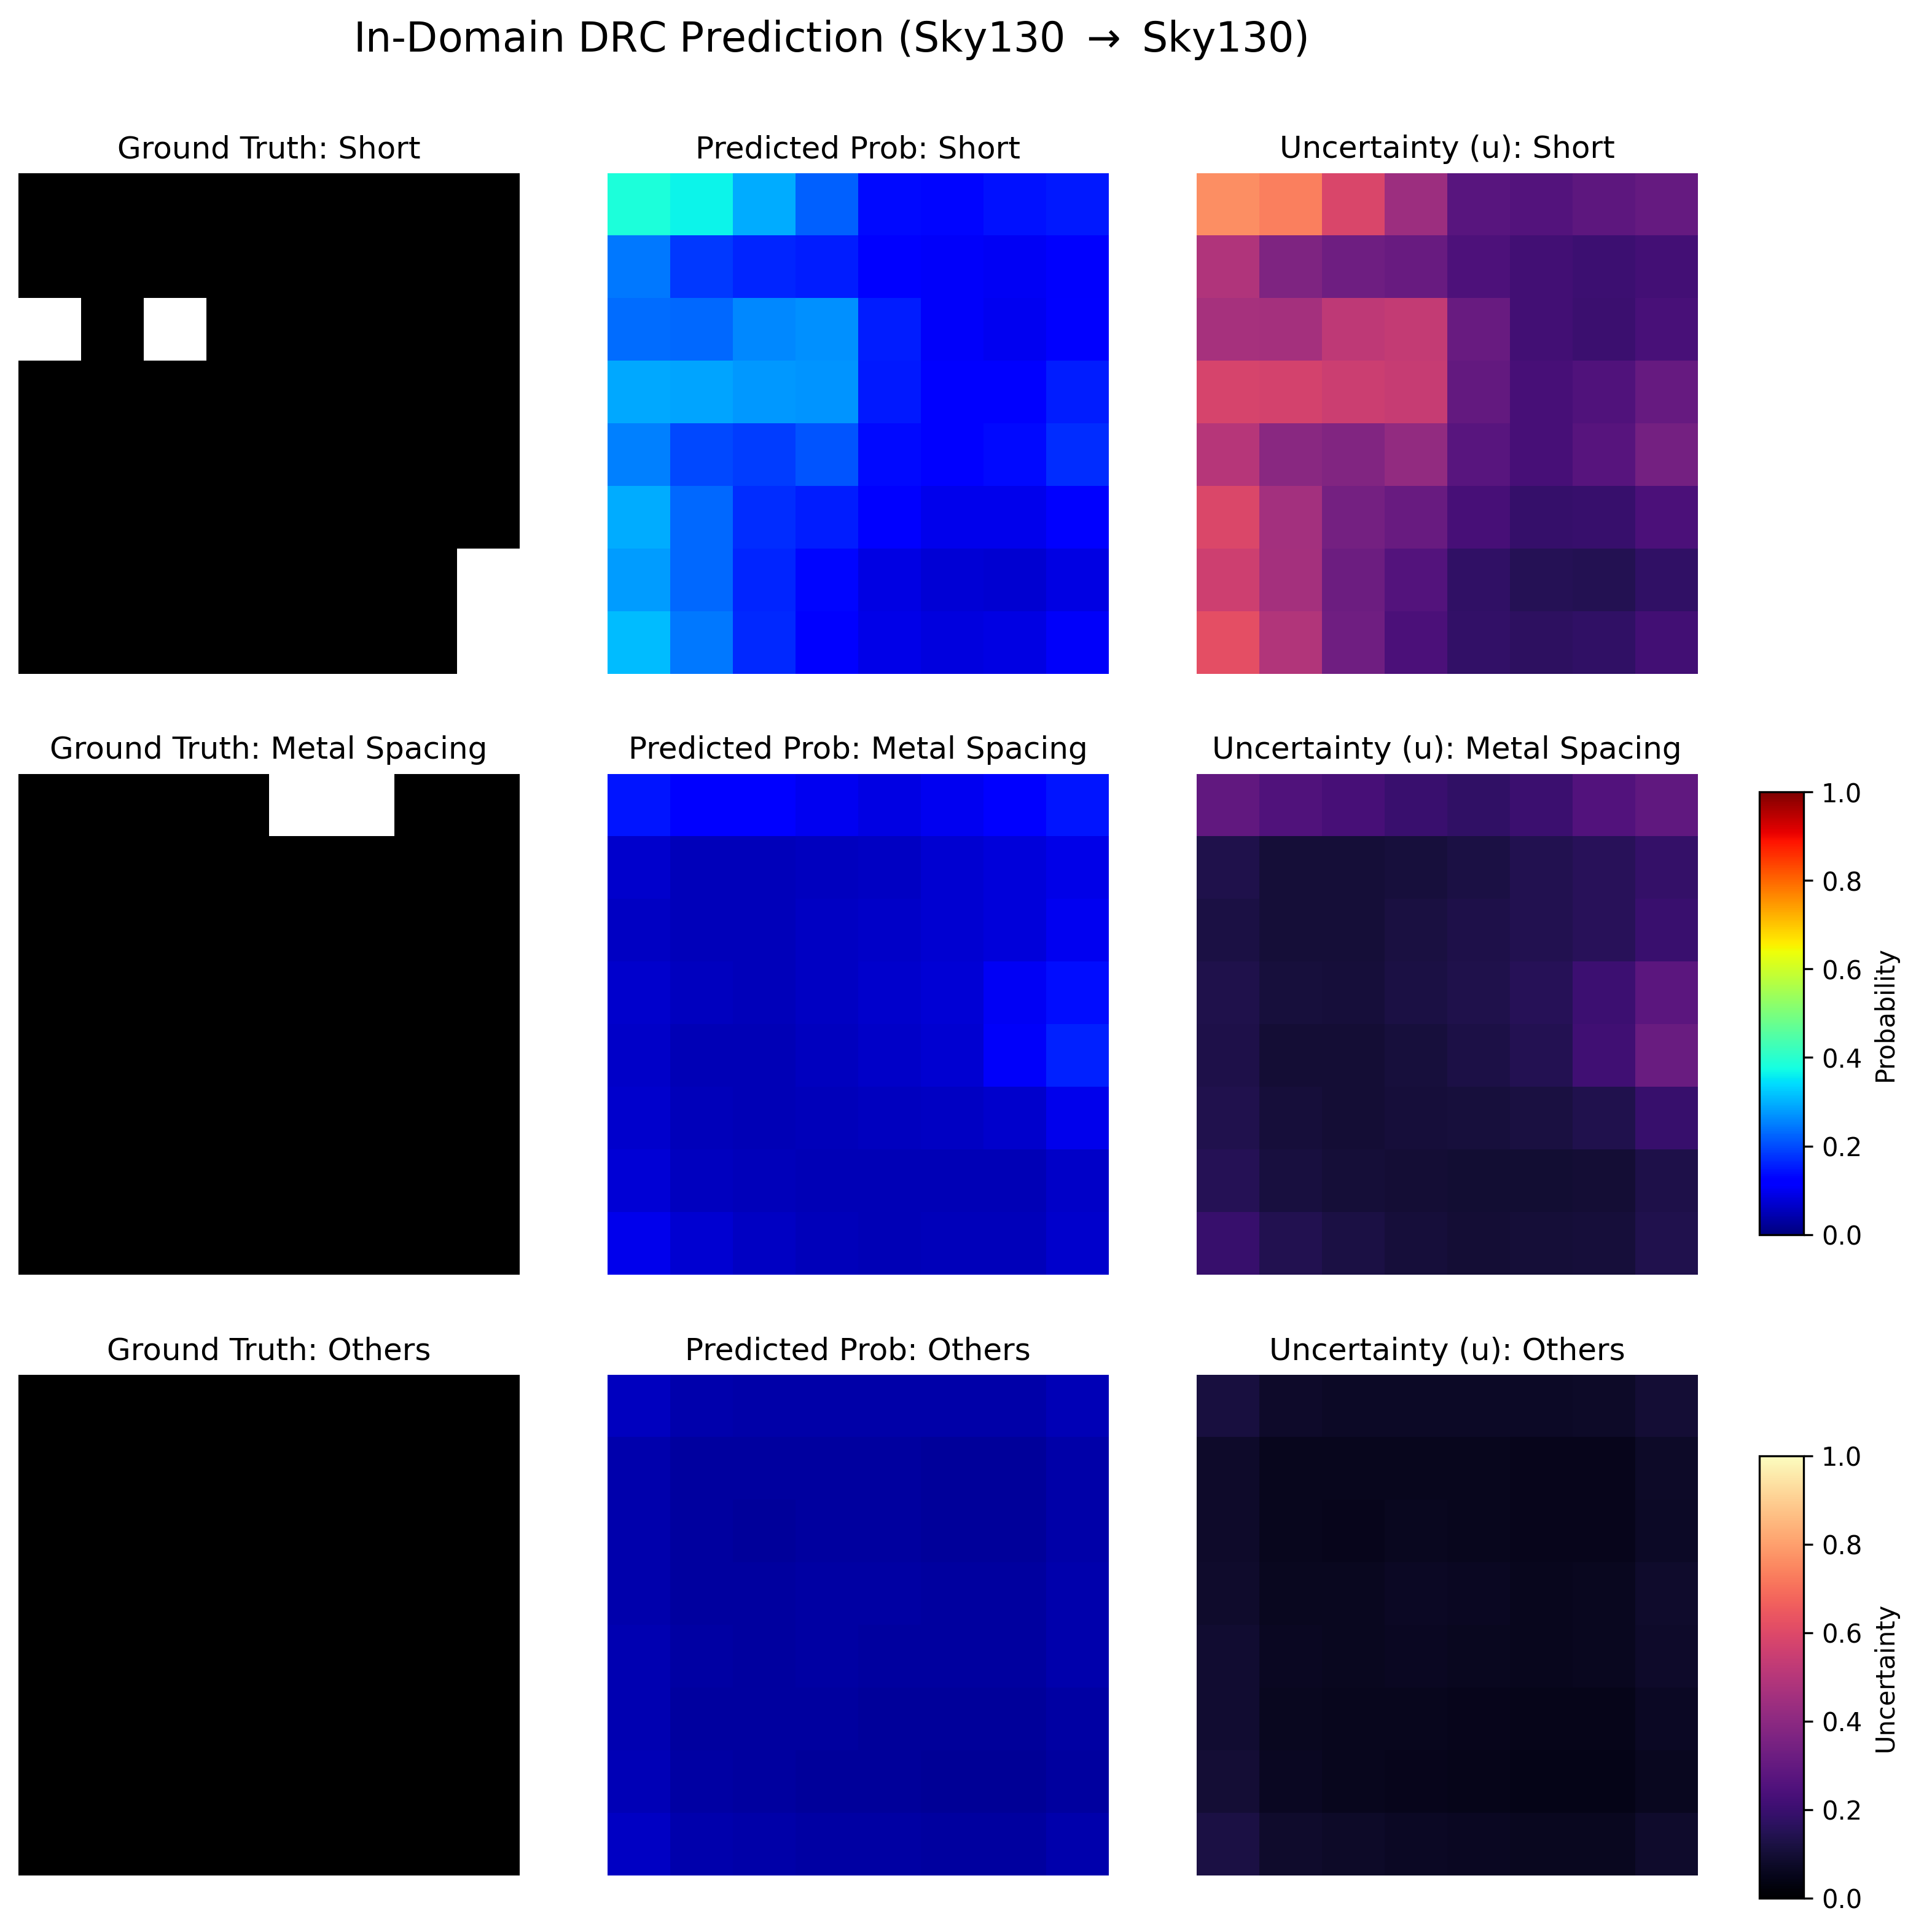 In-Domain DRC Prediction (Sky130 → Sky130)
Ground Truth: Short
Predicted Prob: Short
Uncertainty (u): Short
Ground Truth: Metal Spacing
Predicted Prob: Metal Spacing
Uncertainty (u): Metal Spacing
1.0
0.8
0.6
0.4
0.2
0.0
Probability
Ground Truth: Others
Predicted Prob: Others
Uncertainty (u): Others
1.0
0.8
0.6
0.4
0.2
0.0
Uncertainty